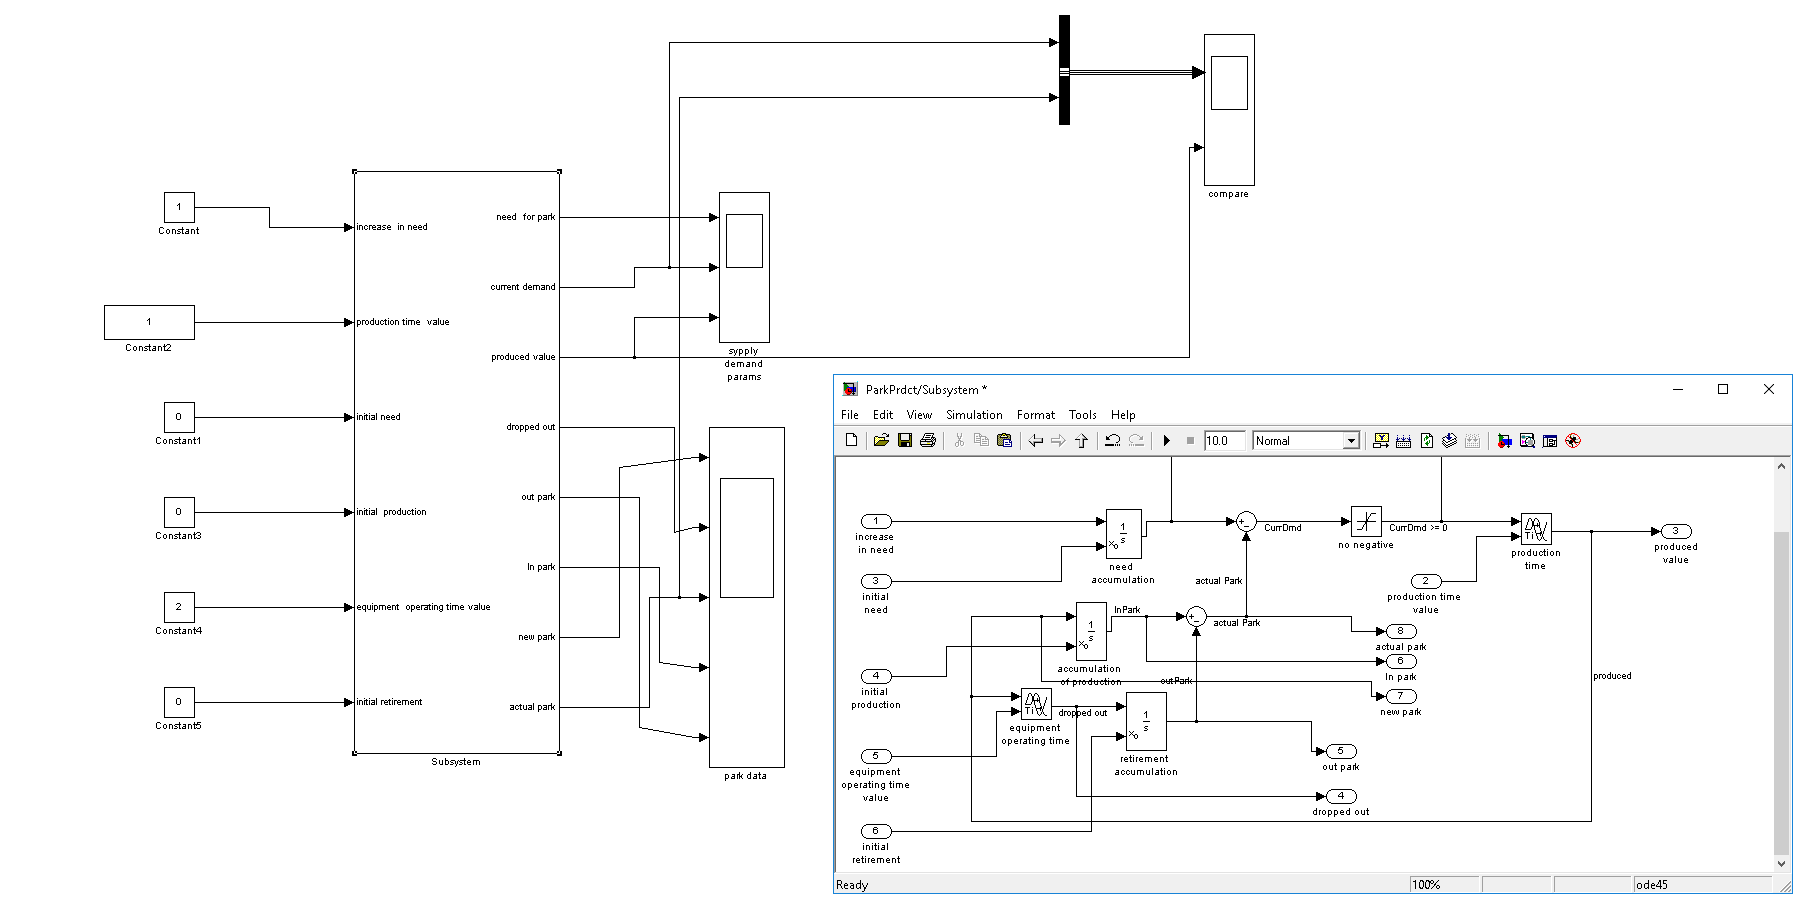 1
Constant
1
Constant2
0
Constant1
0
Constant3
2
Constant4
0
Constant5
increase in need
production time value
initial need
initial production
equipment operating time value
initial retirement
need for park
current demand
produced value
dropped out
out park
In park
new park
actual park
Subsystem
sypply
demand
params
park data
compare
ParkPrdct/Subsystem *
File Edit View Simulation Format Tools Help
10.0
Normal
1
increase
in need
3
initial
need
4
initial
production
5
equipment
operating time
value
6
initial
retirement
1
s
xo
need
accumulation
+
-
CurrDmd
no negative
CurrDmd >= 0
Ti
production
time
3
produced
value
2
production time
value
actual Park
1
s
xo
accumulation
of production
InPark
+
-
actual Park
8
actual park
6
In park
7
new park
produced
outPark
Ti
equipment
operating time
dropped out
1
s
xo
retirement
accumulation
5
out park
4
dropped out
Ready
100%
ode45